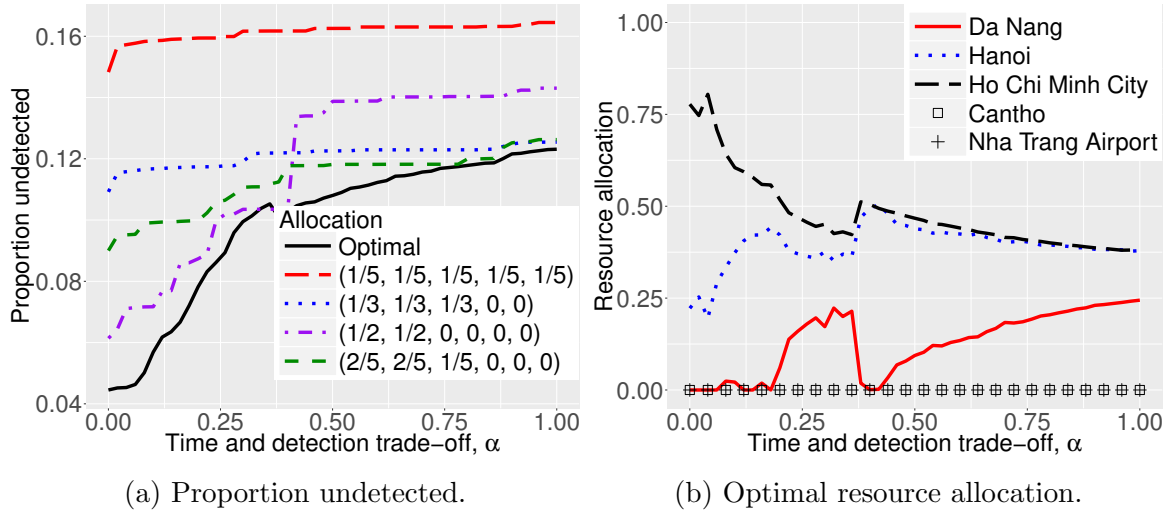 Proportion undetected
0.16
0.12
0.08
0.04
Allocation
Optimal
(1/5, 1/5, 1/5, 1/5, 1/5)
(1/3, 1/3, 1/3, 0, 0)
(1/2, 1/2, 0, 0, 0, 0)
(2/5, 2/5, 1/5, 0, 0, 0)
0.00 0.25 0.50 0.75 1.00
Time and detection trade−off, α
(a) Proportion undetected.
Resource allocation
1.00
0.75
0.50
0.25
0.00
Da Nang
Hanoi
Ho Chi Minh City
Cantho
Nha Trang Airport
0.00 0.25 0.50 0.75 1.00
Time and detection trade−off, α
(b) Optimal resource allocation.